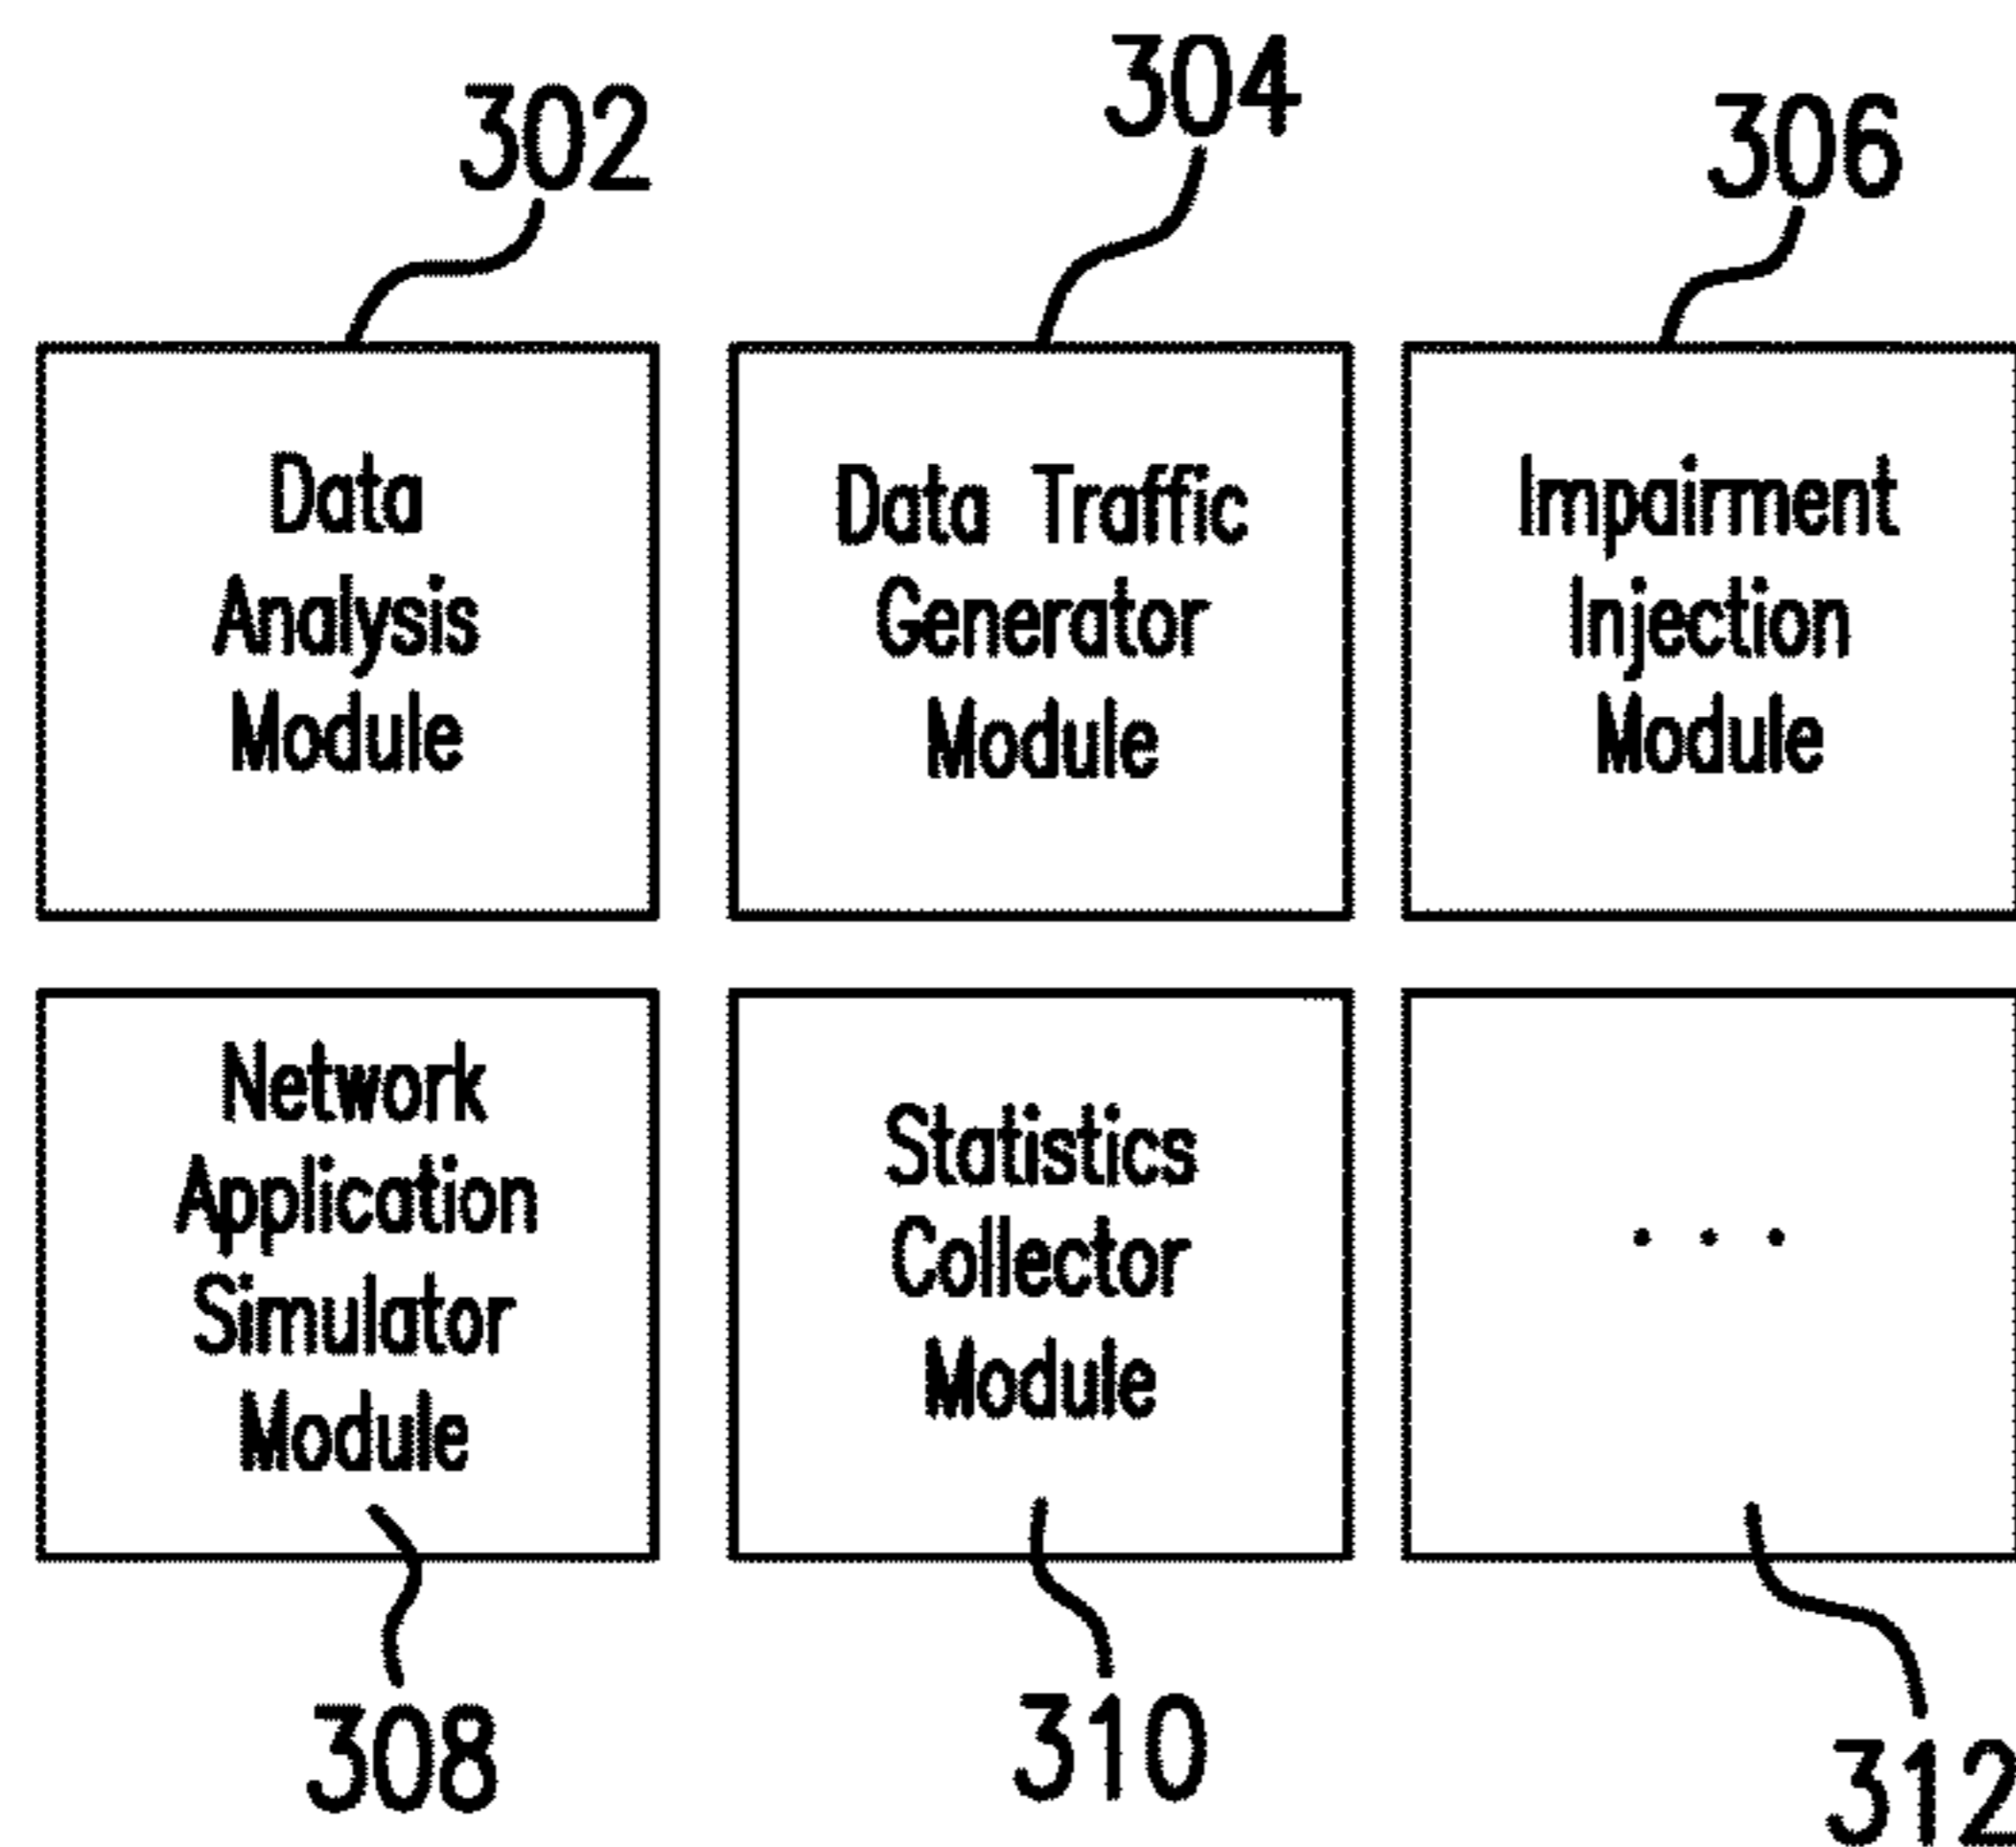 302
304
306
Data
Analysis
Module
Data Traffic
Generator
Module
Impairment
Injection
Module
Network
Application
Simulator
Module
Statistics
Collector
Module
. . .
308
310
312